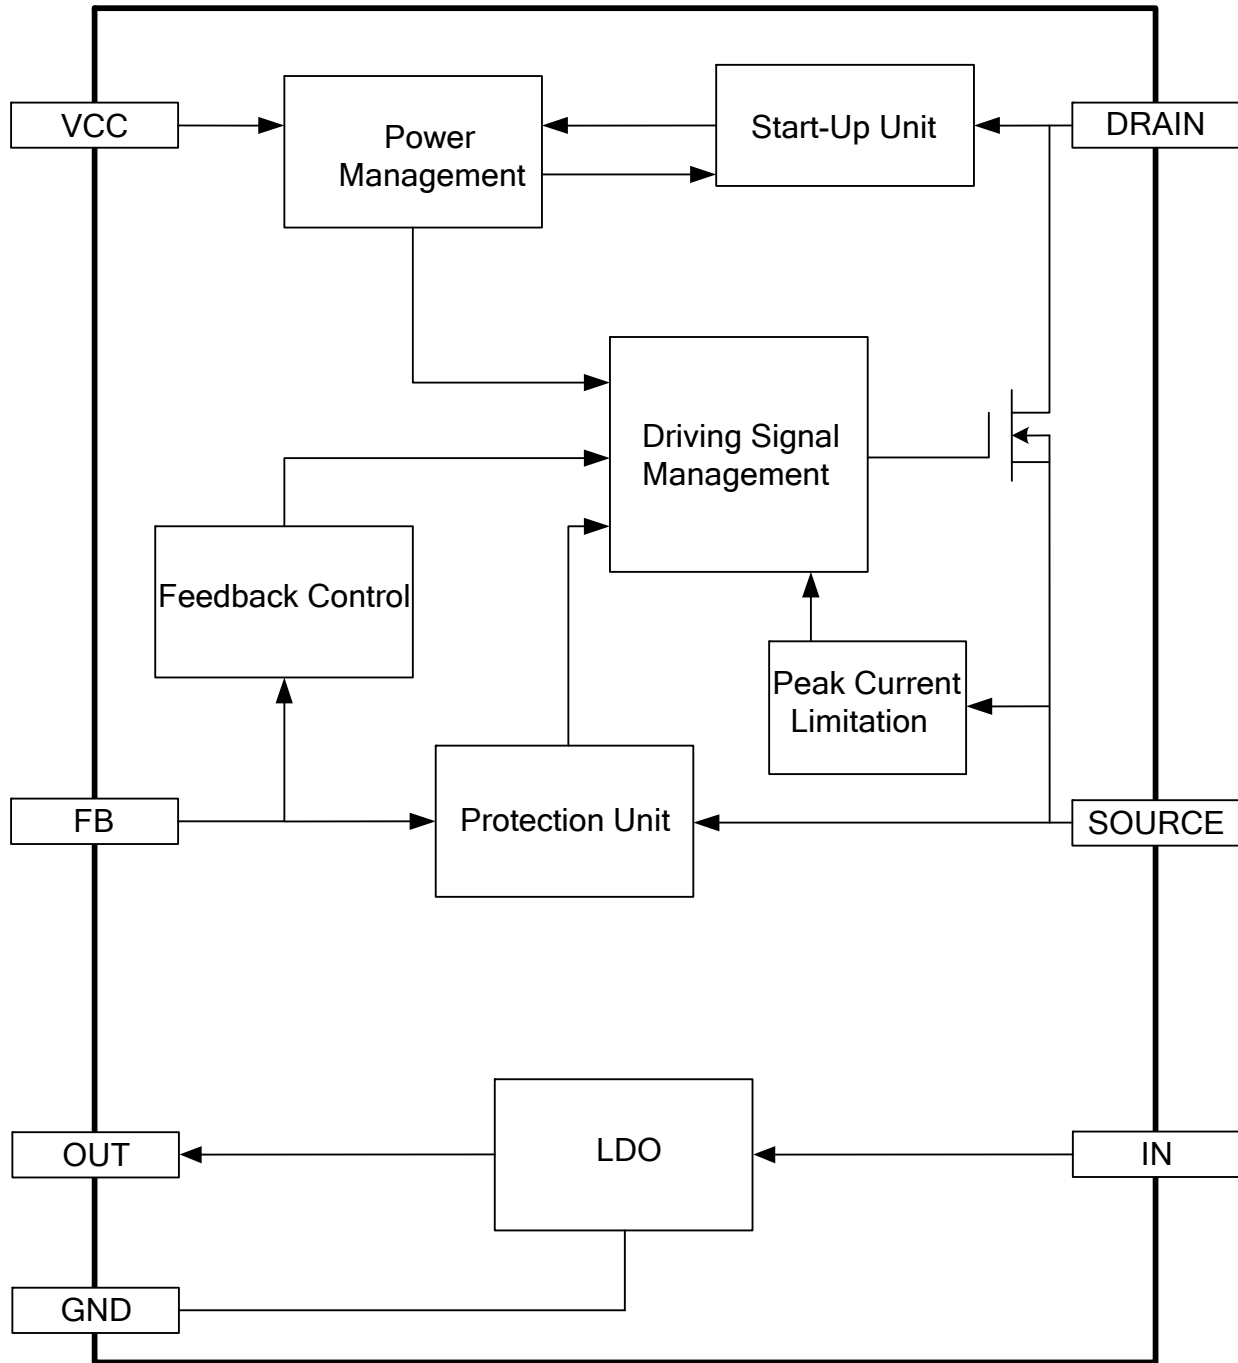 VCC
Power
Management
Start-Up Unit
DRAIN
Driving Signal
Management
Feedback Control
Peak Current
Limitation
FB
Protection Unit
SOURCE
OUT
LDO
IN
GND